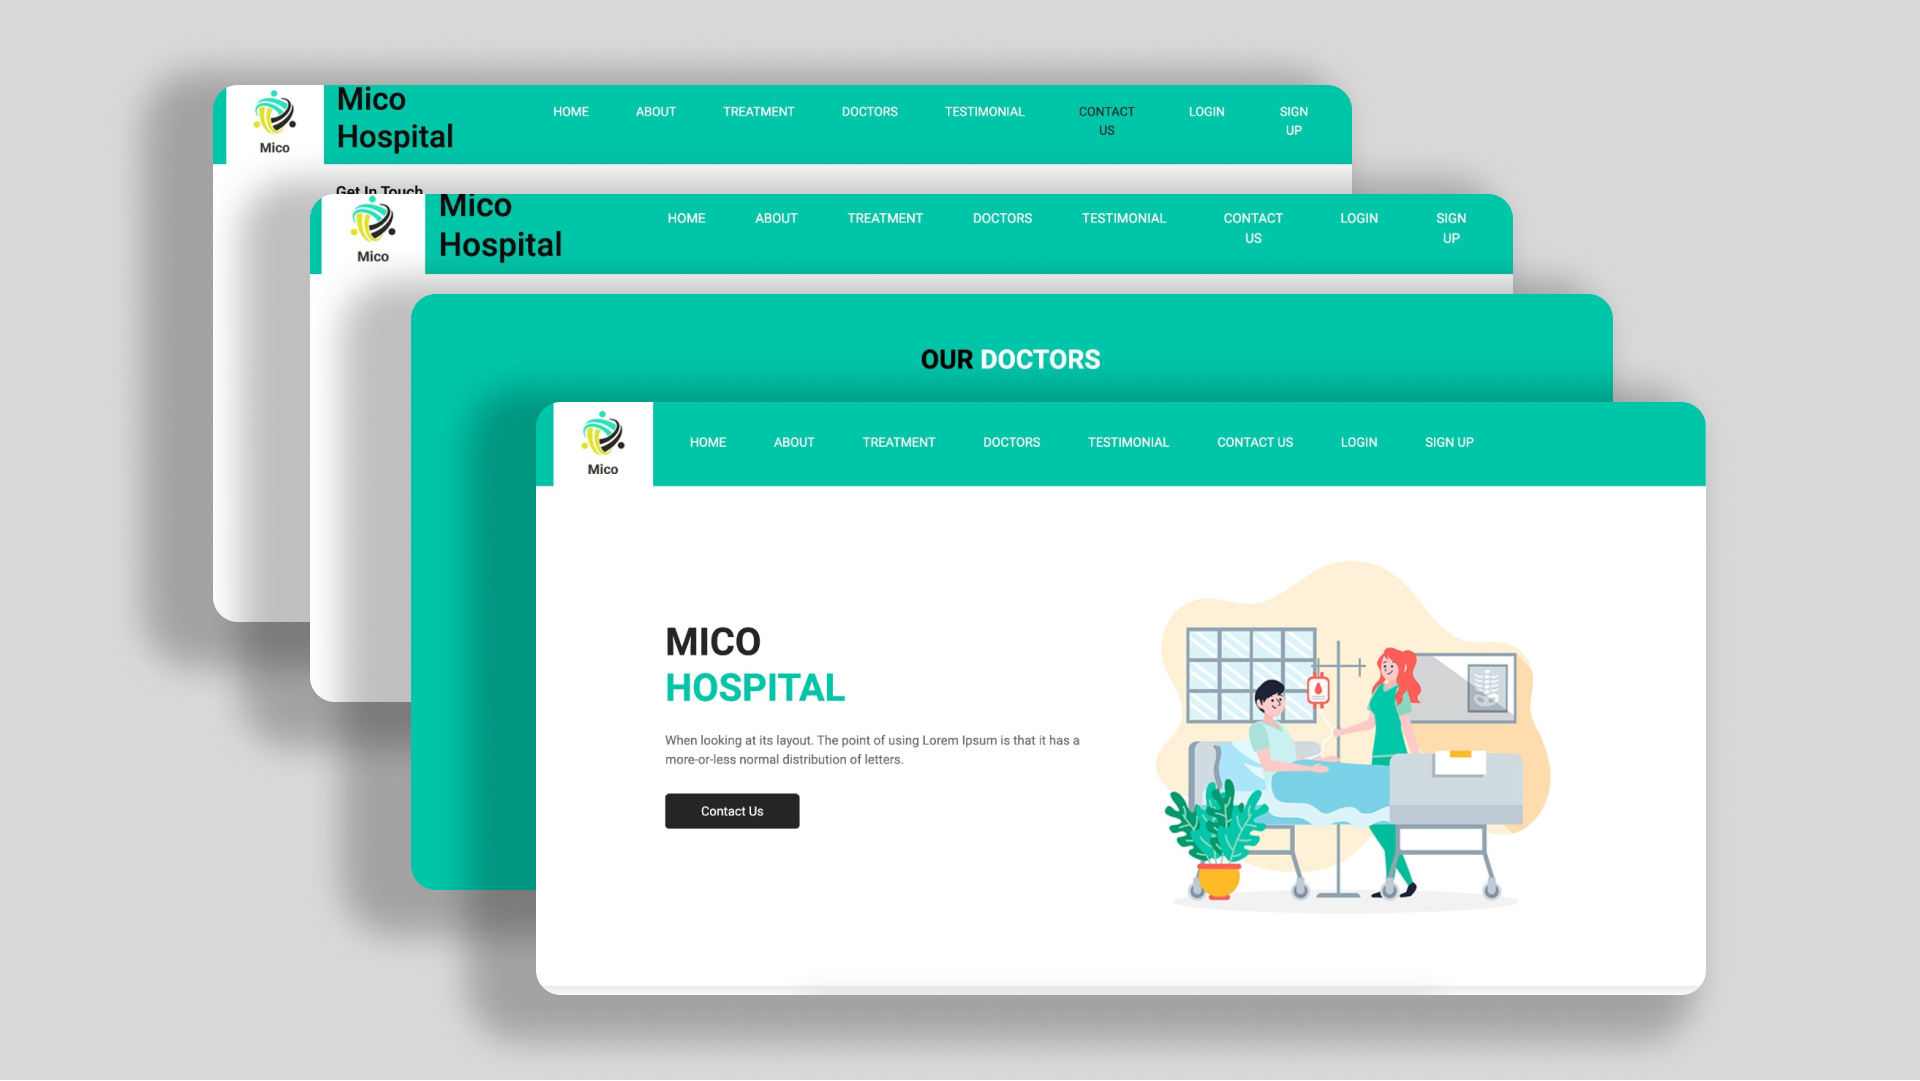 Mico
Mico
Hospital
HOME ABOUT TREATMENT DOCTORS TESTIMONIAL CONTACT US LOGIN SIGN UP
Get In Touch
Mico
Mico
Hospital
HOME ABOUT TREATMENT DOCTORS TESTIMONIAL CONTACT US LOGIN SIGN UP
OUR DOCTORS
Mico
HOME ABOUT TREATMENT DOCTORS TESTIMONIAL CONTACT US LOGIN SIGN UP
MICO
HOSPITAL
When looking at its layout. The point of using Lorem Ipsum is that it has a
more-or-less normal distribution of letters.
Contact Us